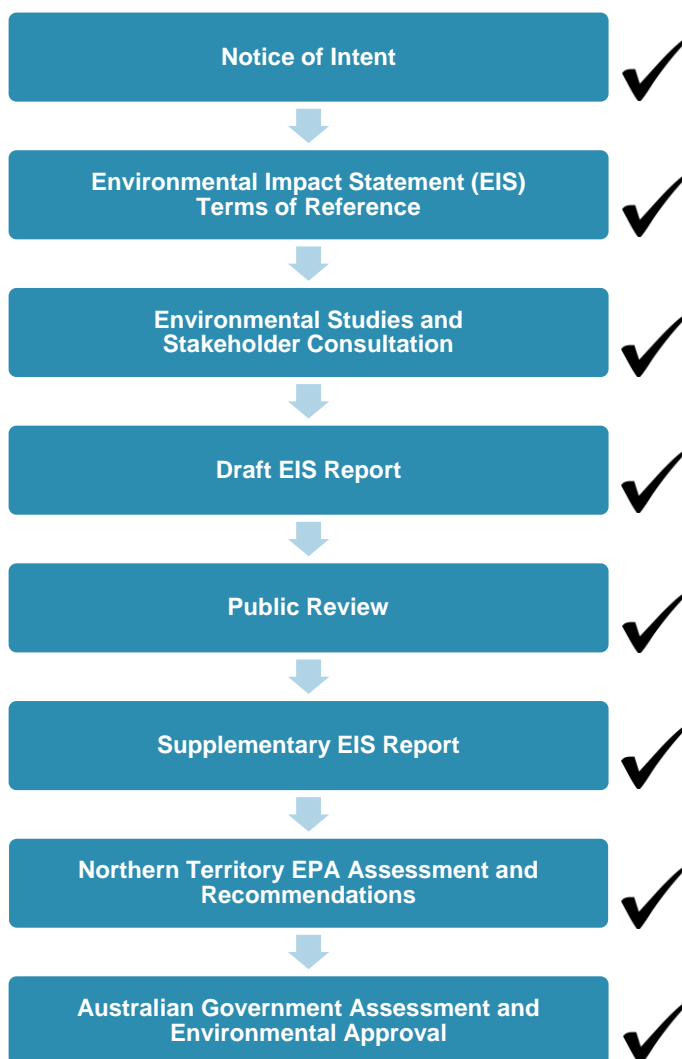 Notice of Intent
Environmental Impact Statement (EIS)
Terms of Reference
Environmental Studies and
Stakeholder Consultation
Draft EIS Report
Public Review
Supplementary EIS Report
Northern Territory EPA Assessment and
Recommendations
Australian Government Assessment and
Environmental Approval